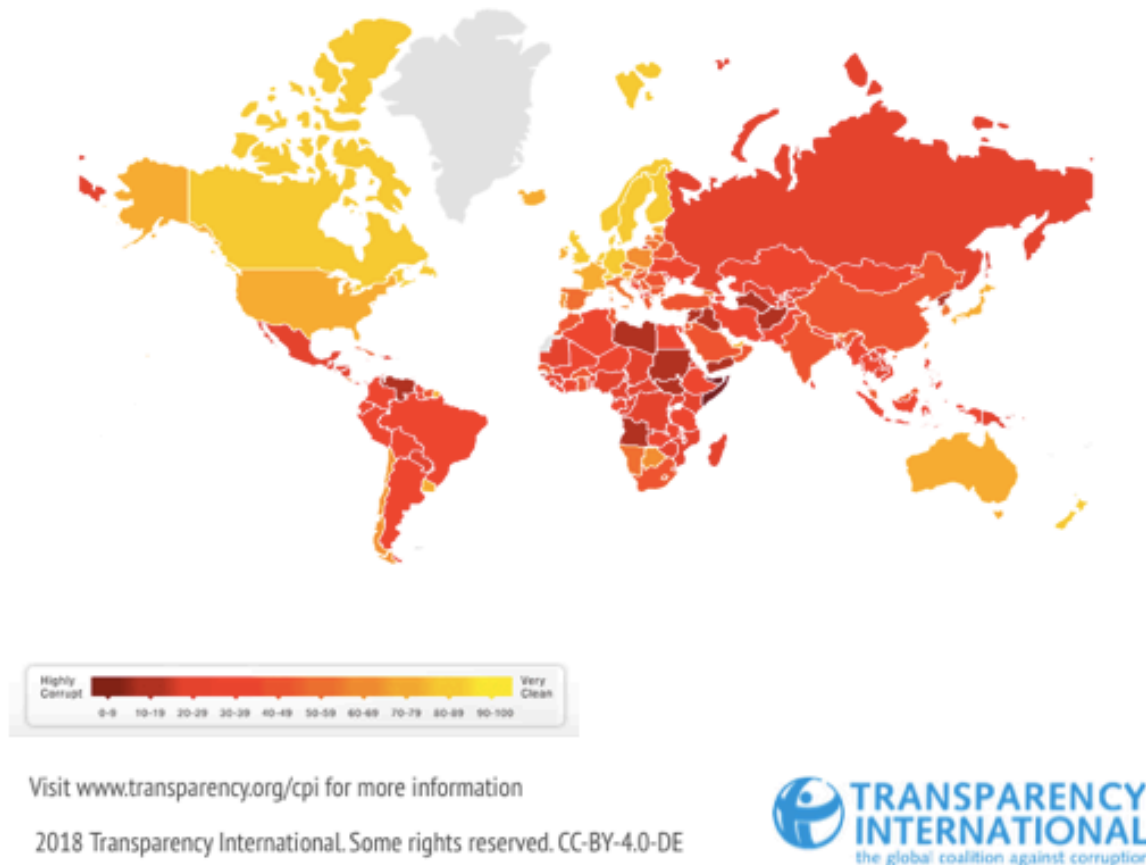 Highly
Corrupt
Very
Clean
0-9 10-19 20-29 30-39 40-49 50-59 60-69 70-79 80-89 90-100
Visit www.transparency.org/cpi for more information
2018 Transparency International. Some rights reserved. CC-BY-4.0-DE
TRANSPARENCY
INTERNATIONAL
the global coalition against corruption